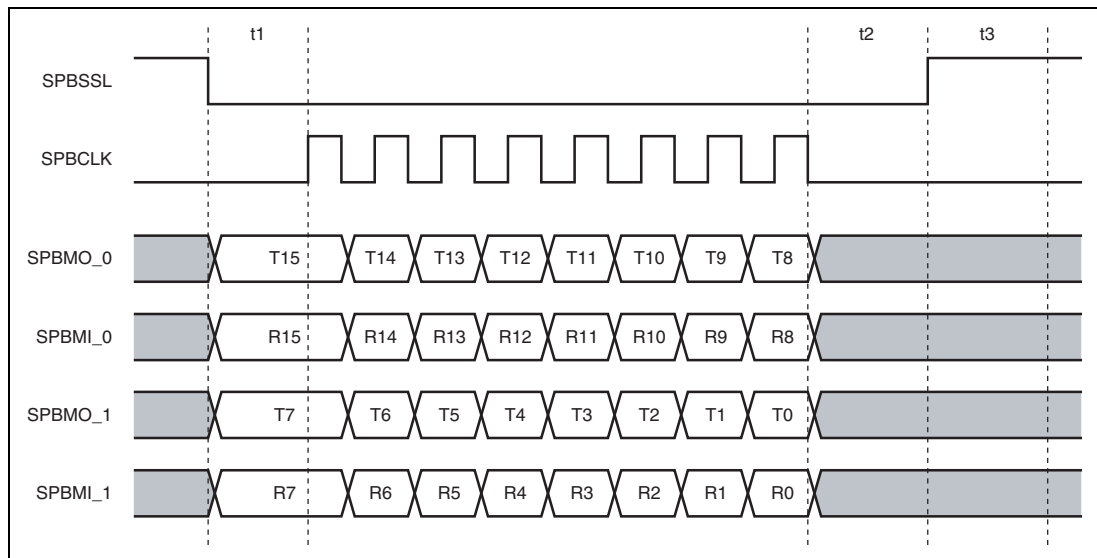 t1 t2 t3
SPBSSL
SPBCLK
SPBMO_0 T15 T14 T13 T12 T11 T10 T9 T8
SPBMI_0 R15 R14 R13 R12 R11 R10 R9 R8
SPBMO_1 T7 T6 T5 T4 T3 T2 T1 T0
SPBMI_1 R7 R6 R5 R4 R3 R2 R1 R0